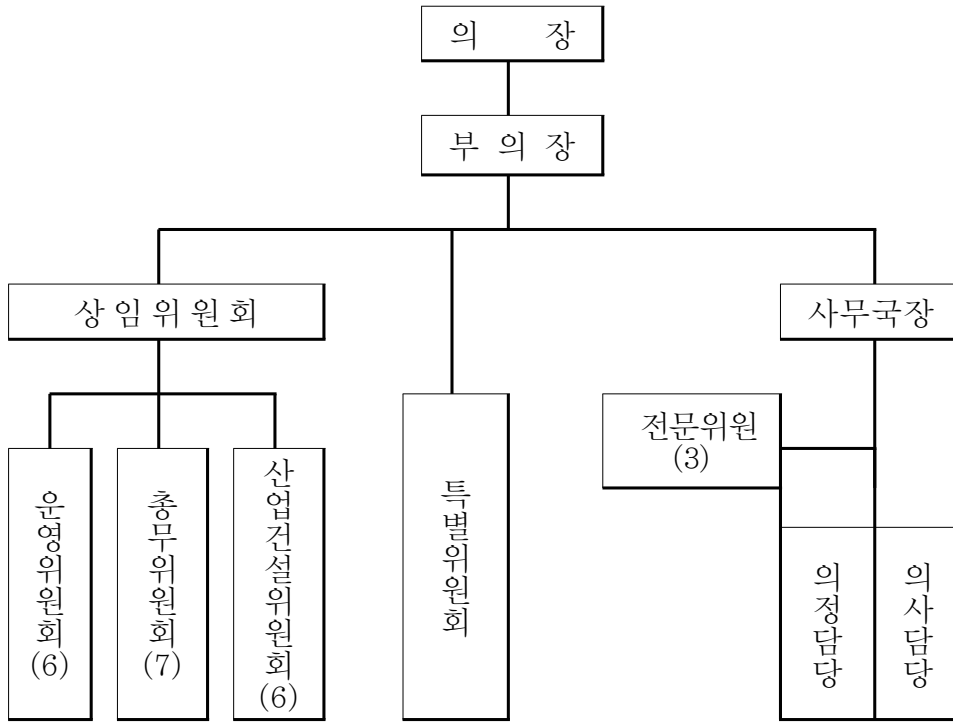 의 장
부 의 장
상 임 위 원 회
사무국장
운영위원회
(6)
총무위원회
(7)
산업건설위원회
(6)
특별위원회
전문위원
(3)
의정담당
의사담당